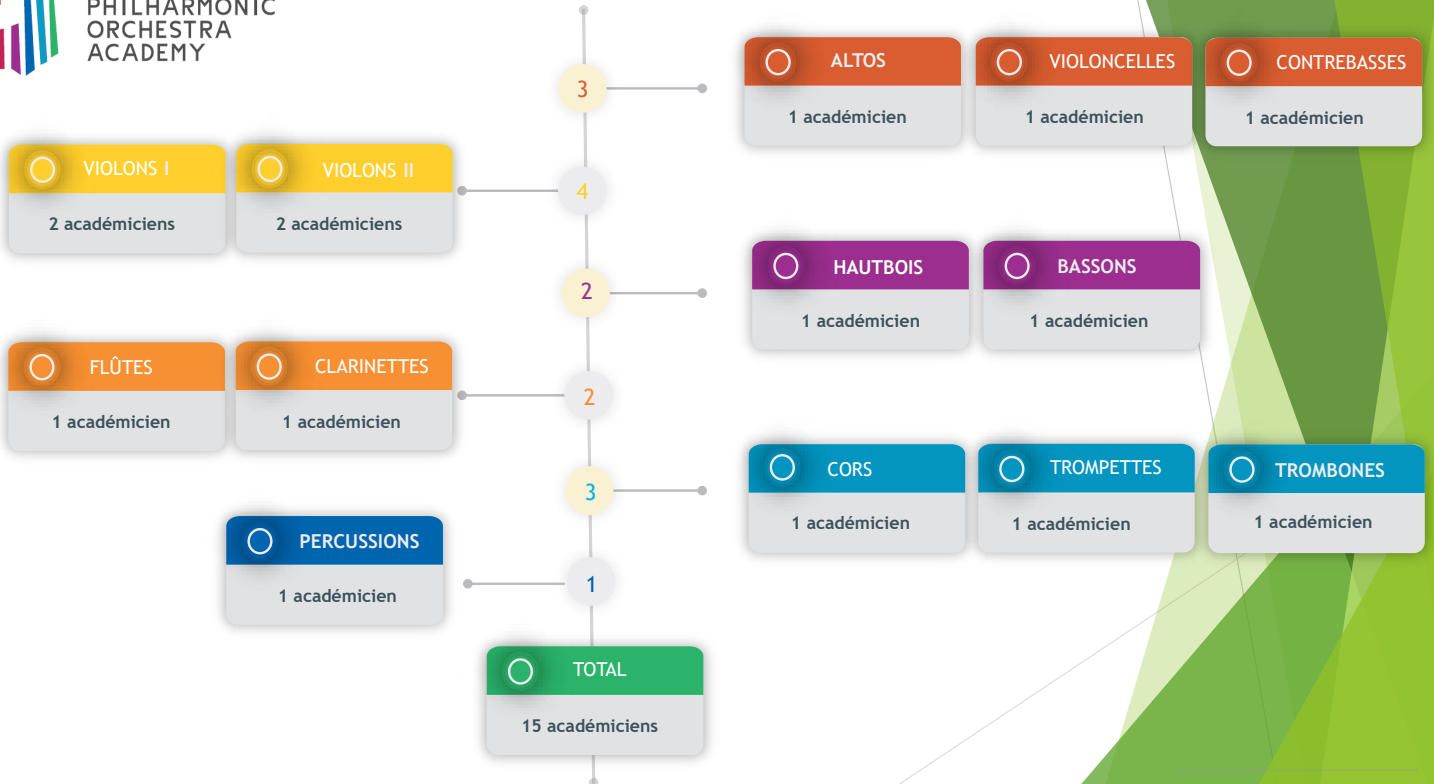 PHILHARMONIC
ORCHESTRA
ACADEMY
3
ALTOS
1 académicien
VIOLONCELLES
1 académicien
CONTREBASSES
1 académicien
VIOLONS I
2 académiciens
VIOLONS II
2 académiciens
4
2
HAUTBOIS
1 académicien
BASSONS
1 académicien
FLÛTES
1 académicien
CLARINETTES
1 académicien
2
3
CORS
1 académicien
TROMPETTES
1 académicien
TROMBONES
1 académicien
PERCUSSIONS
1 académicien
1
TOTAL
15 académiciens